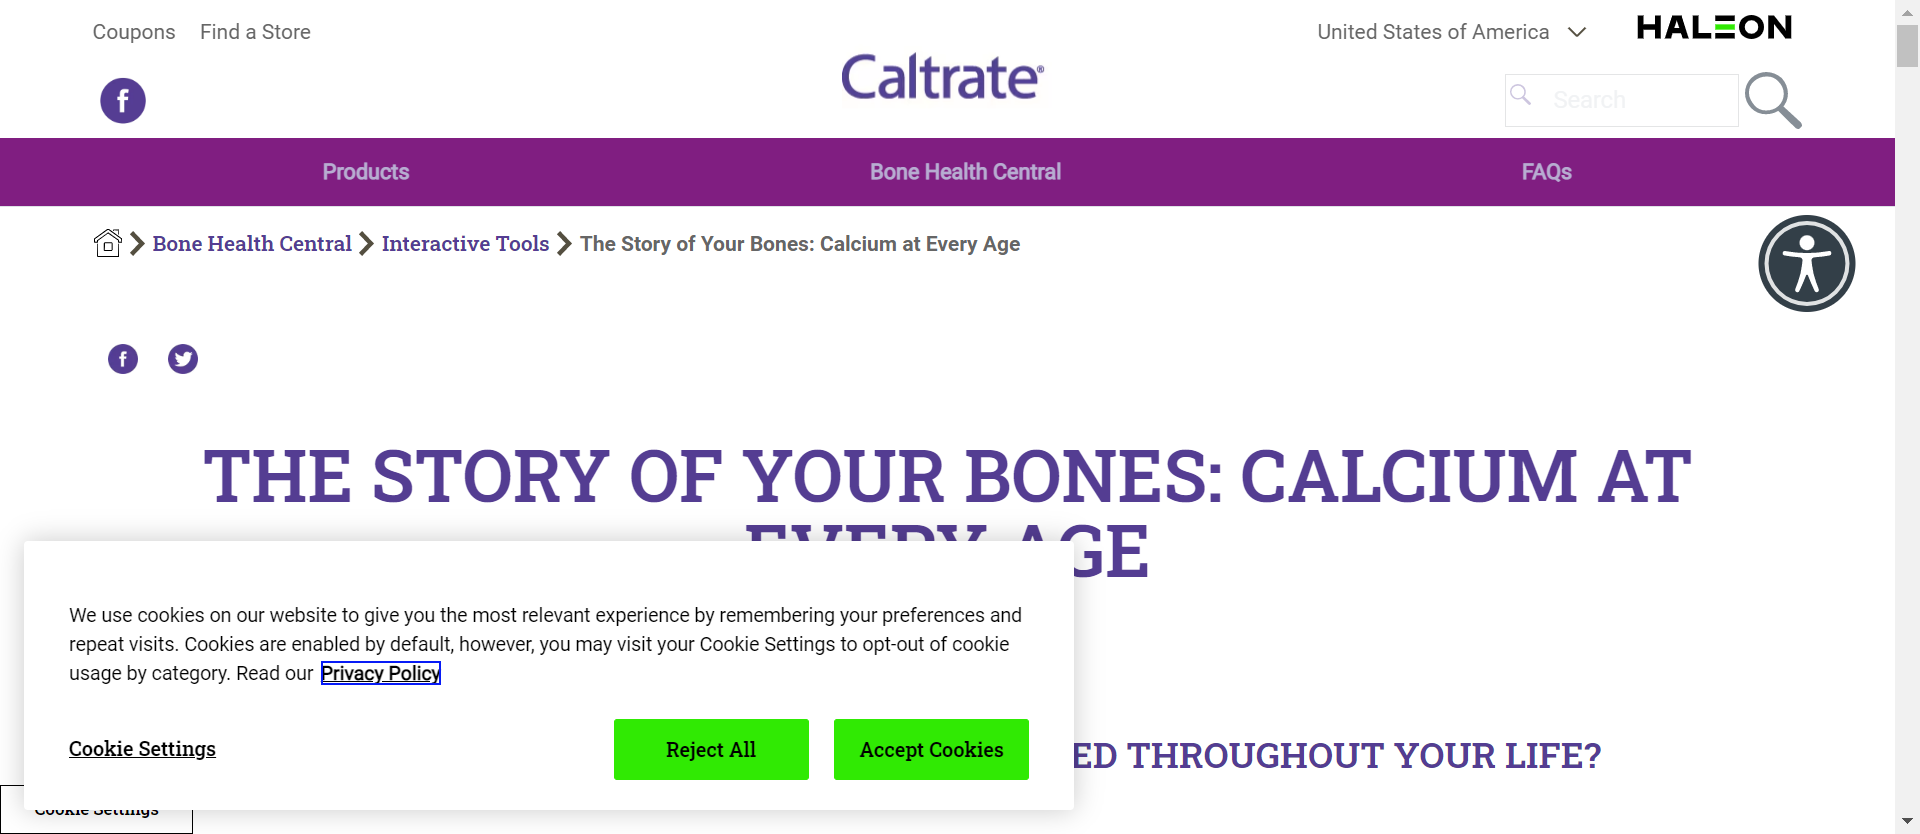 Coupons Find a Store United States of America HALEON
Caltrate®
Search
Products Bone Health Central FAQs
Bone Health Central Interactive Tools The Story of Your Bones: Calcium at Every Age
THE STORY OF YOUR BONES: CALCIUM AT
EVERY AGE
We use cookies on our website to give you the most relevant experience by remembering your preferences and
repeat visits. Cookies are enabled by default, however, you may visit your Cookie Settings to opt-out of cookie
usage by category. Read our Privacy Policy
Cookie Settings Reject All Accept Cookies
ED THROUGHOUT YOUR LIFE?
Cookie Settings